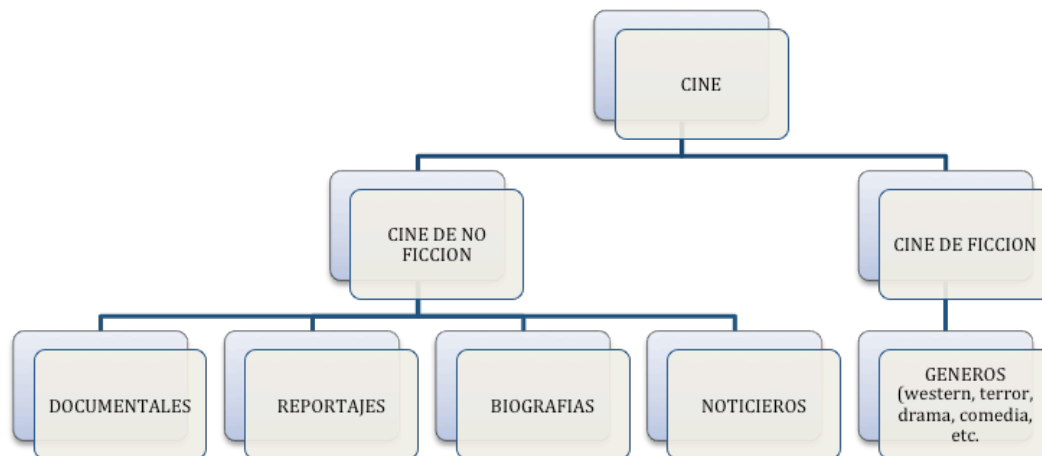 CINE
CINE DE NO
FICCION
CINE DE FICCION
DOCUMENTALES
REPORTAJES
BIOGRAFIAS
NOTICIEROS
GENEROS
(western, terror,
drama, comedia,
etc.